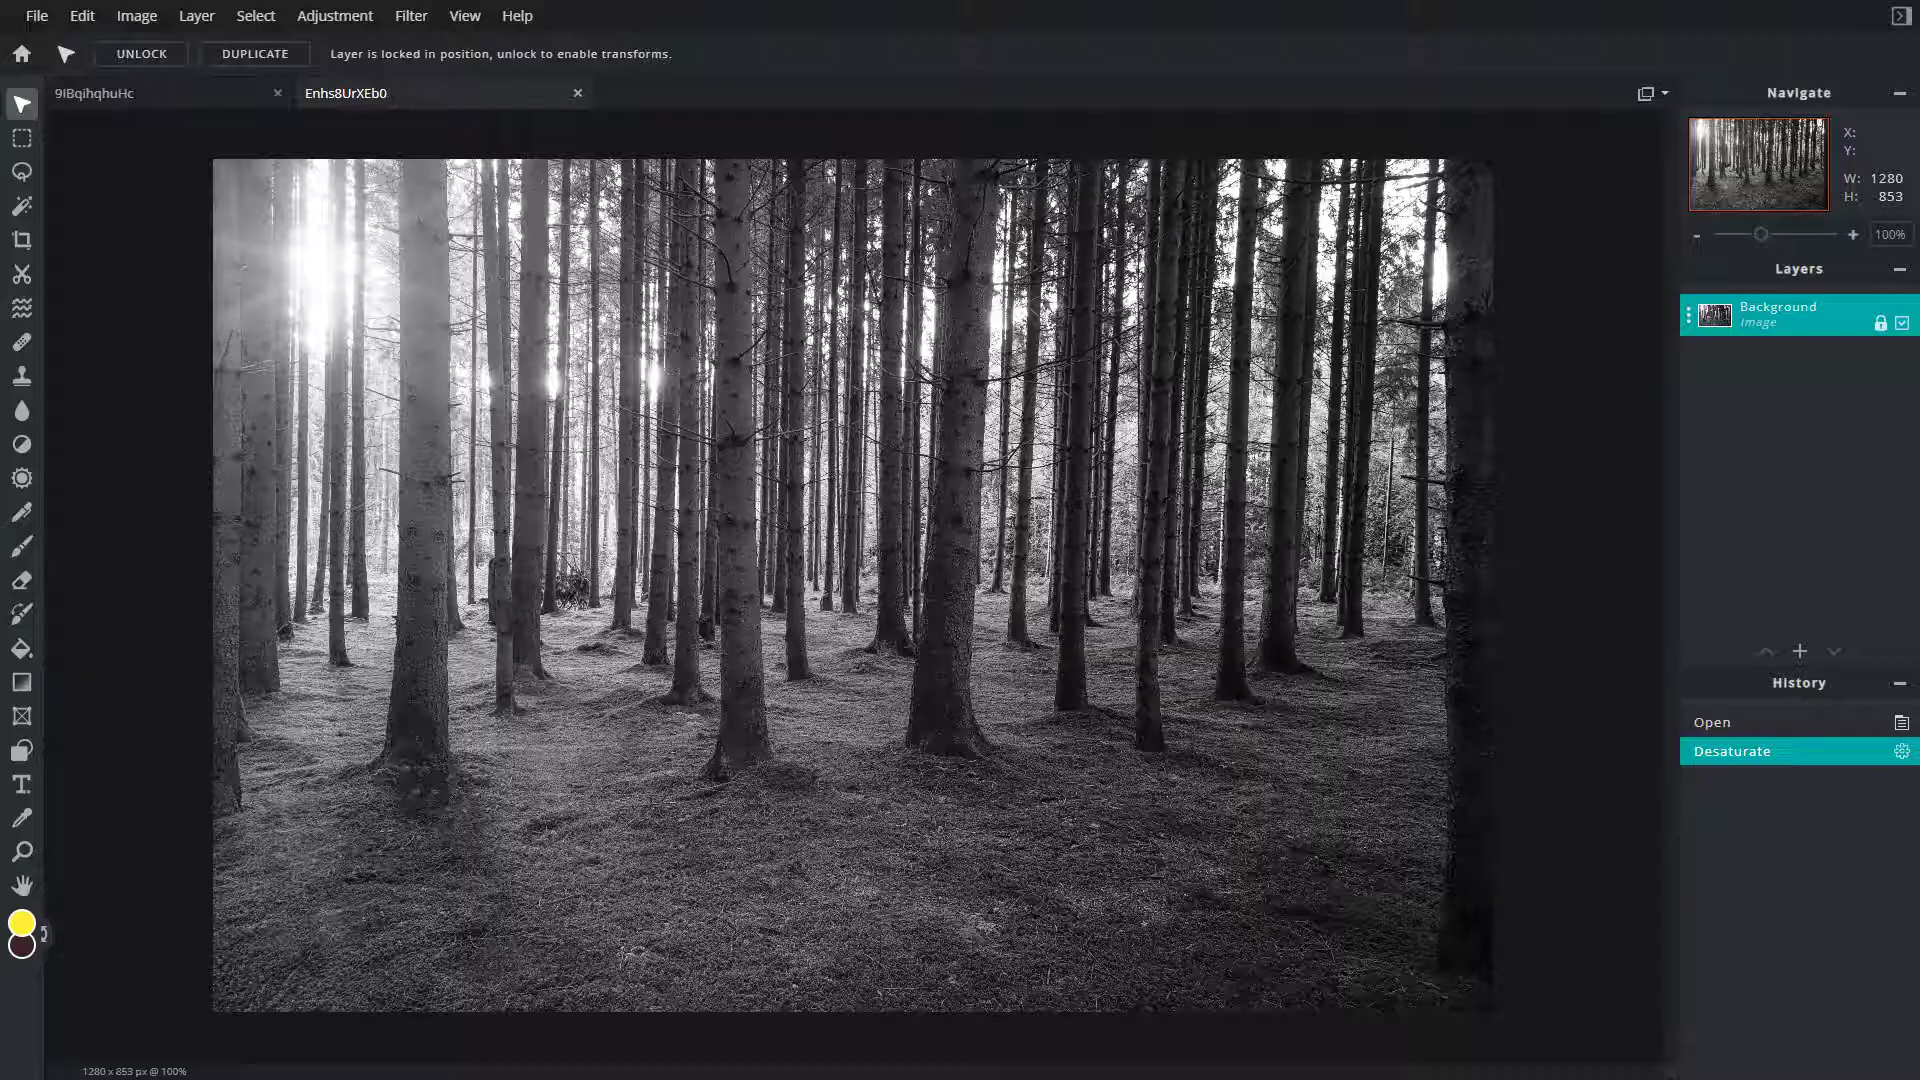 File Edit Image Layer Select Adjustment Filter View Help
UNLOCK DUPLICATE Layer is locked in position, unlock to enable transforms.
9IBqihqhuHc Enhs8UrXEb0
Navigate
X:
Y:
W: 1280
H: 853
- + 100%
Layers
Background
Image
History
Open
Desaturate
1280 x 853 px @ 100%